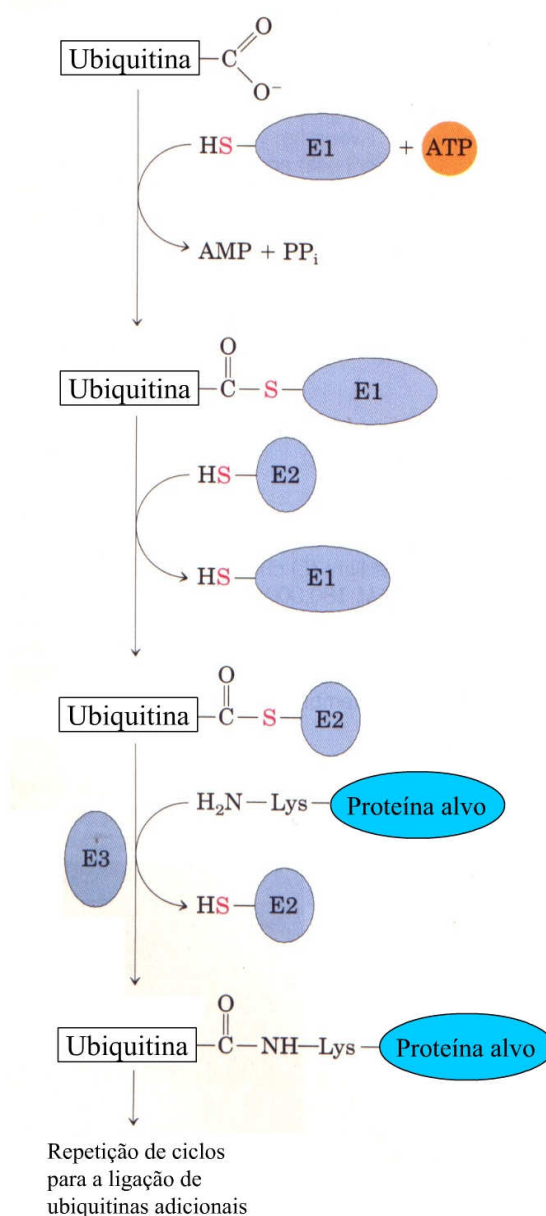 Ubiquitina
C
O
O⁻
HS
E1
+
ATP
AMP + PPᵢ
Ubiquitina
C
O
S
E1
HS
E2
HS
E1
Ubiquitina
C
O
S
E2
H₂N—Lys
Proteína alvo
E3
HS
E2
Ubiquitina
C
O
NH—Lys
Proteína alvo
Repetição de ciclos
para a ligação de
ubiquitinas adicionais